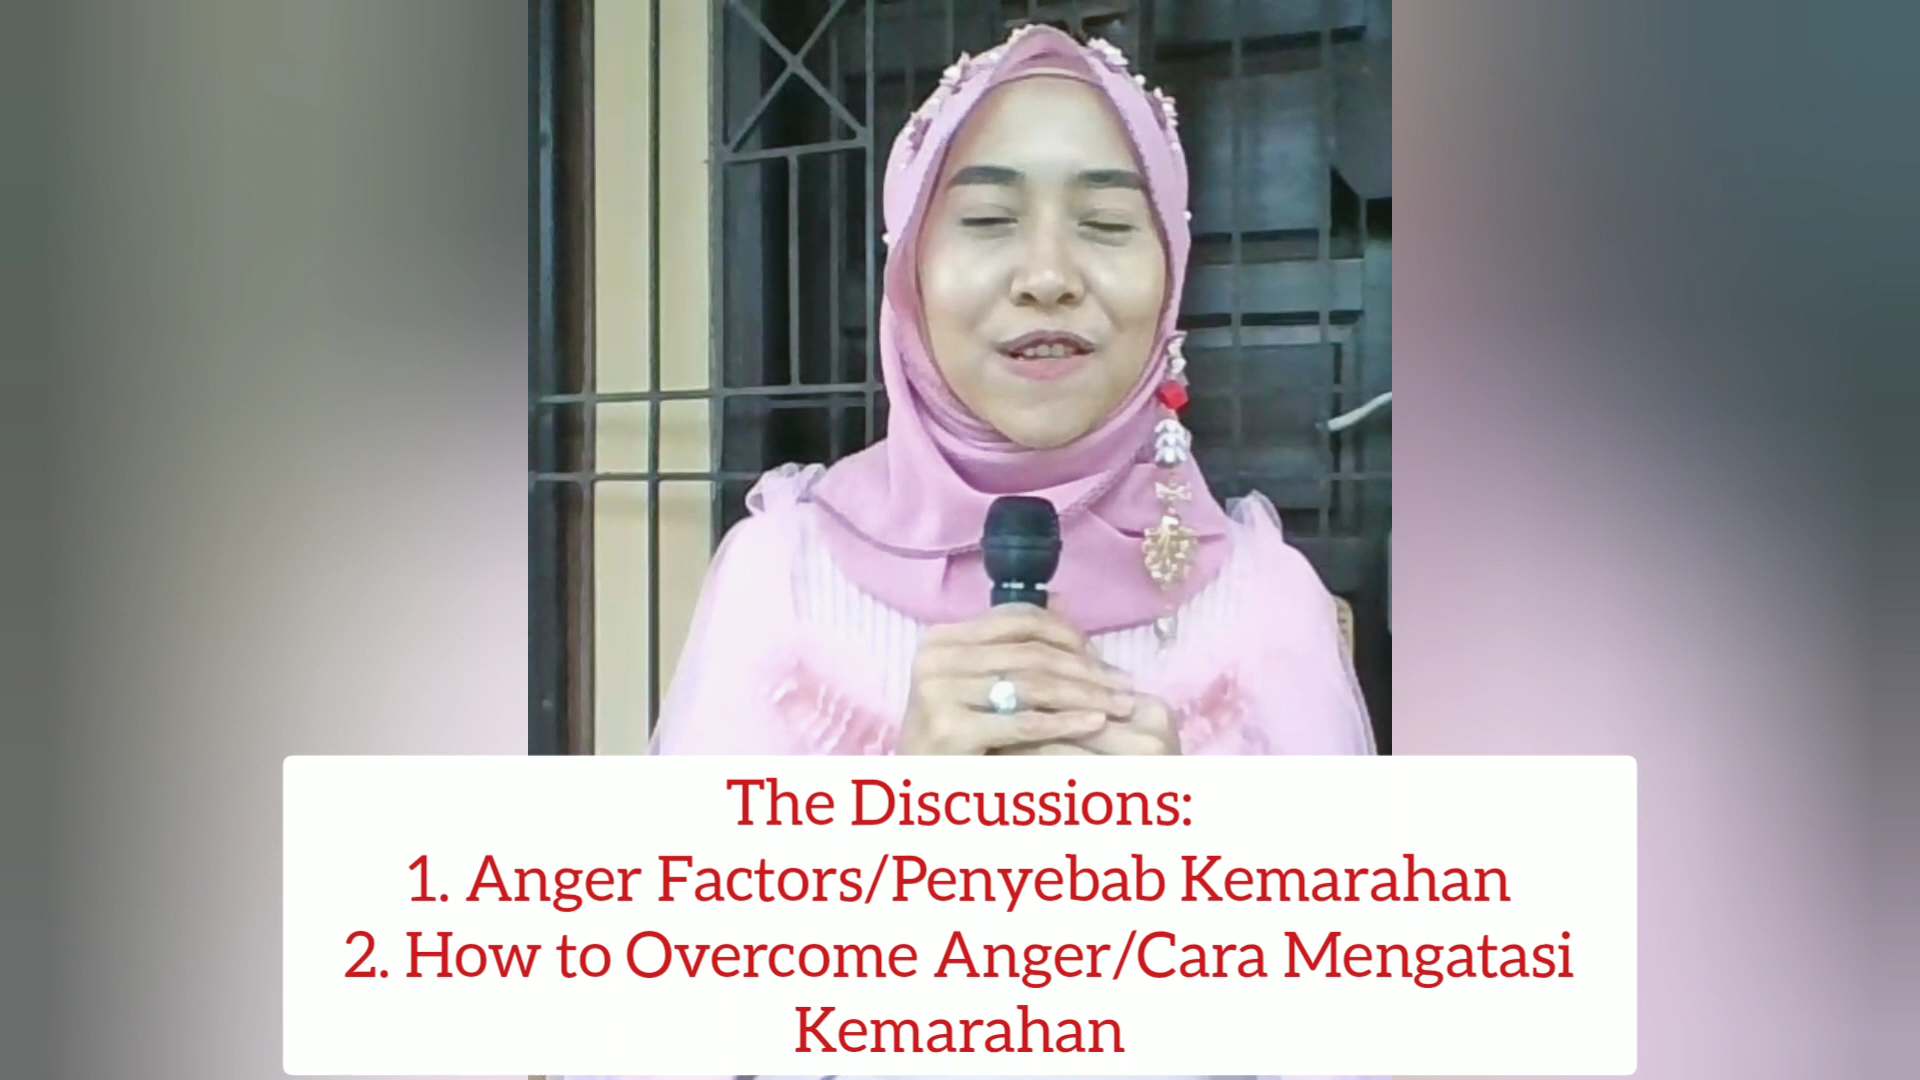 The Discussions:
1. Anger Factors/Penyebab Kemarahan
2. How to Overcome Anger/Cara Mengatasi
Kemarahan